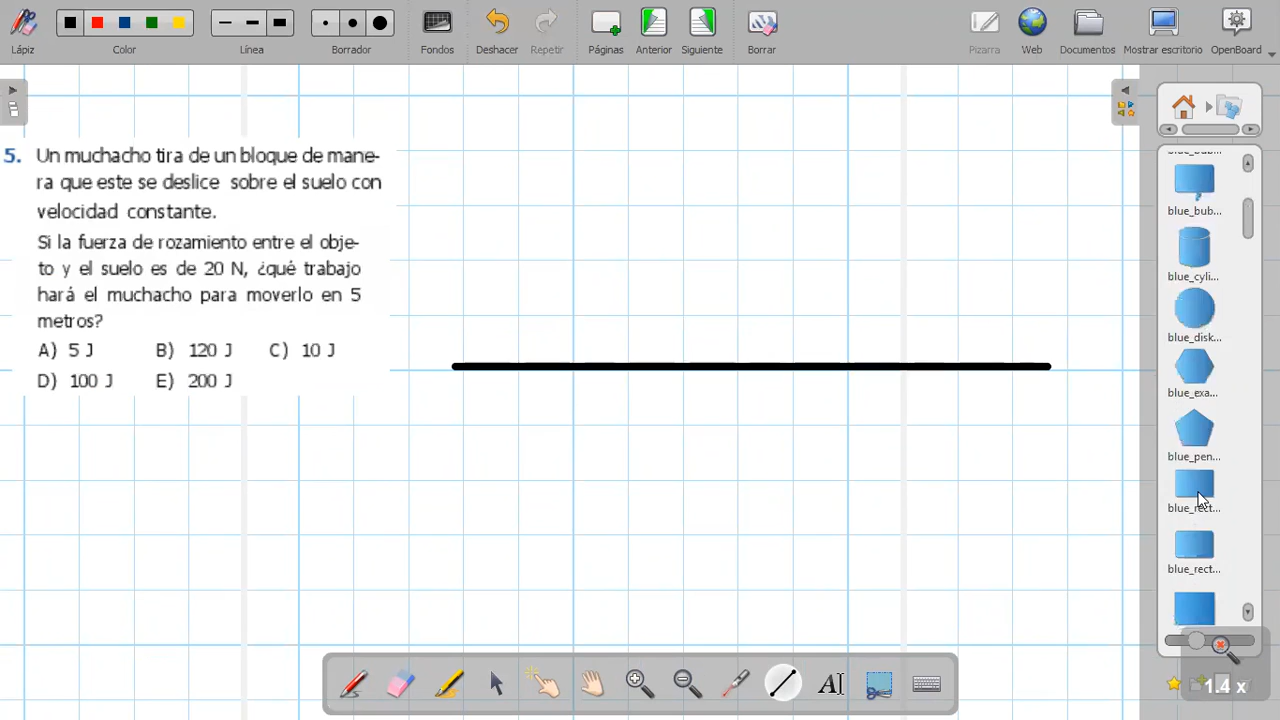 Lápiz
Color
Línea
Borrador
Fondos
Deshacer
Repetir
Páginas
Anterior
Siguiente
Borrar
Pizarra
Web
Documentos
Mostrar escritorio
OpenBoard
5. Un muchacho tira de un bloque de mane-
ra que este se deslice sobre el suelo con
velocidad constante.
Si la fuerza de rozamiento entre el obje-
to y el suelo es de 20 N, ¿qué trabajo
hará el muchacho para moverlo en 5
metros?
A) 5 J B) 120 J C) 10 J
D) 100 J E) 200 J
blue_bub...
blue_bub...
blue_cyli...
blue_disk...
blue_exa...
blue_pen...
blue_rect...
blue_rect...
1.4 x